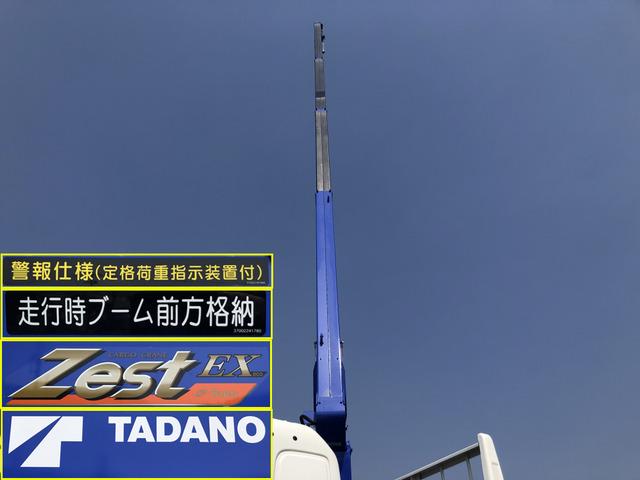 警報仕様(定格荷重指示装置付)
走行時ブーム前方格納
37002241780
CARGO CRANE
Zest EX
TADANO